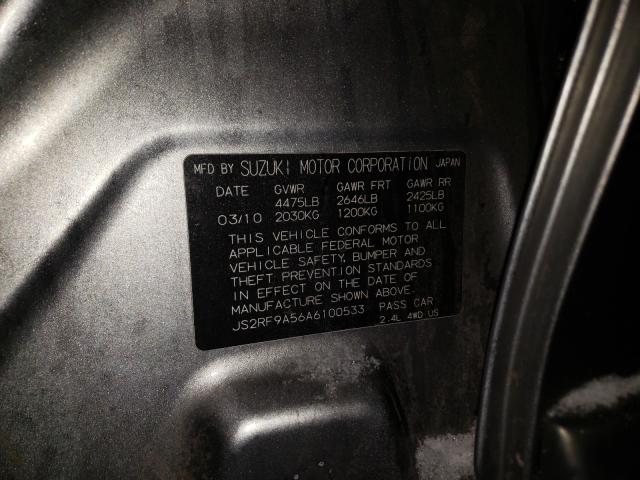 MFD BY SUZUKI MOTOR CORPORATION JAPAN
DATE GVWR GAWR FRT GAWR RR
4475LB 2646LB 2425LB
03/10 2030KG 1200KG 1100KG
THIS VEHICLE CONFORMS TO ALL
APPLICABLE FEDERAL MOTOR
VEHICLE SAFETY, BUMPER AND
THEFT PREVENTION STANDARDS
IN EFFECT ON THE DATE OF
MANUFACTURE SHOWN ABOVE.
JS2RF9A56A6100533 PASS CAR
2.4L 4WD US